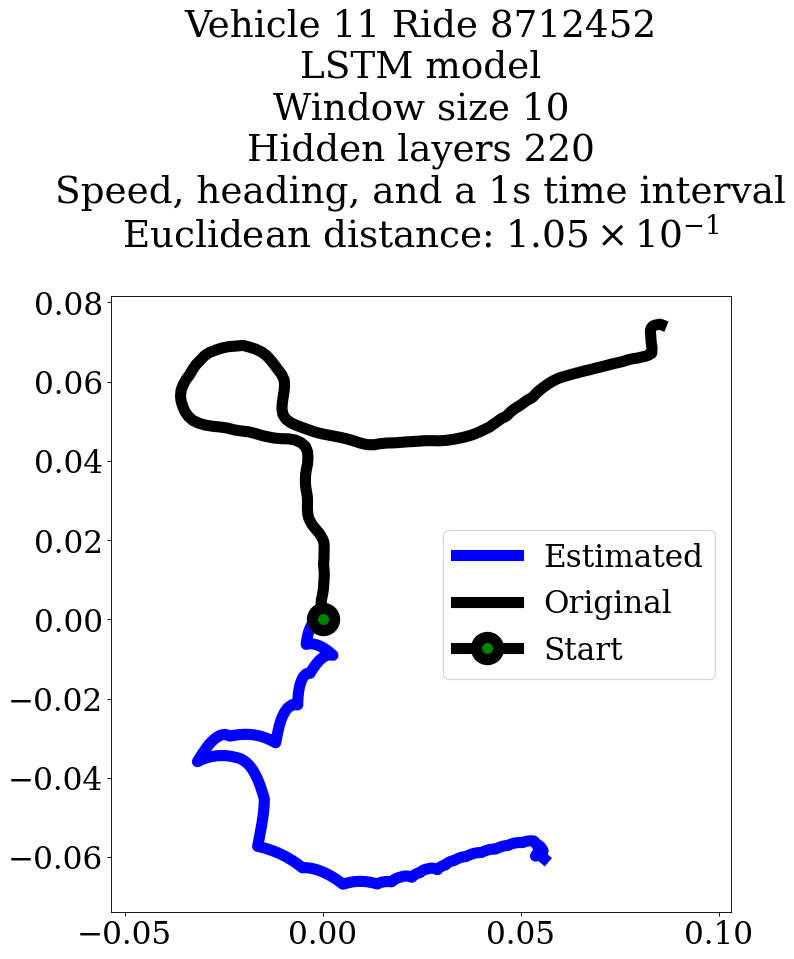 Vehicle 11 Ride 8712452
LSTM model
Window size 10
Hidden layers 220
Speed, heading, and a 1s time interval
Euclidean distance: 1.05 × 10⁻¹
0.08
0.06
0.04
0.02
0.00
−0.02
−0.04
−0.06
Estimated
Original
Start
−0.05
0.00
0.05
0.10